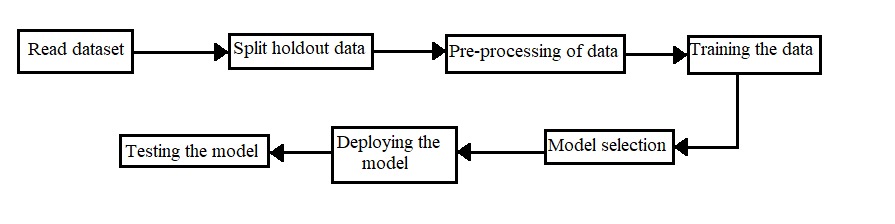 Read dataset
Split holdout data
Pre-processing of data
Training the data
Model selection
Deploying the
model
Testing the model